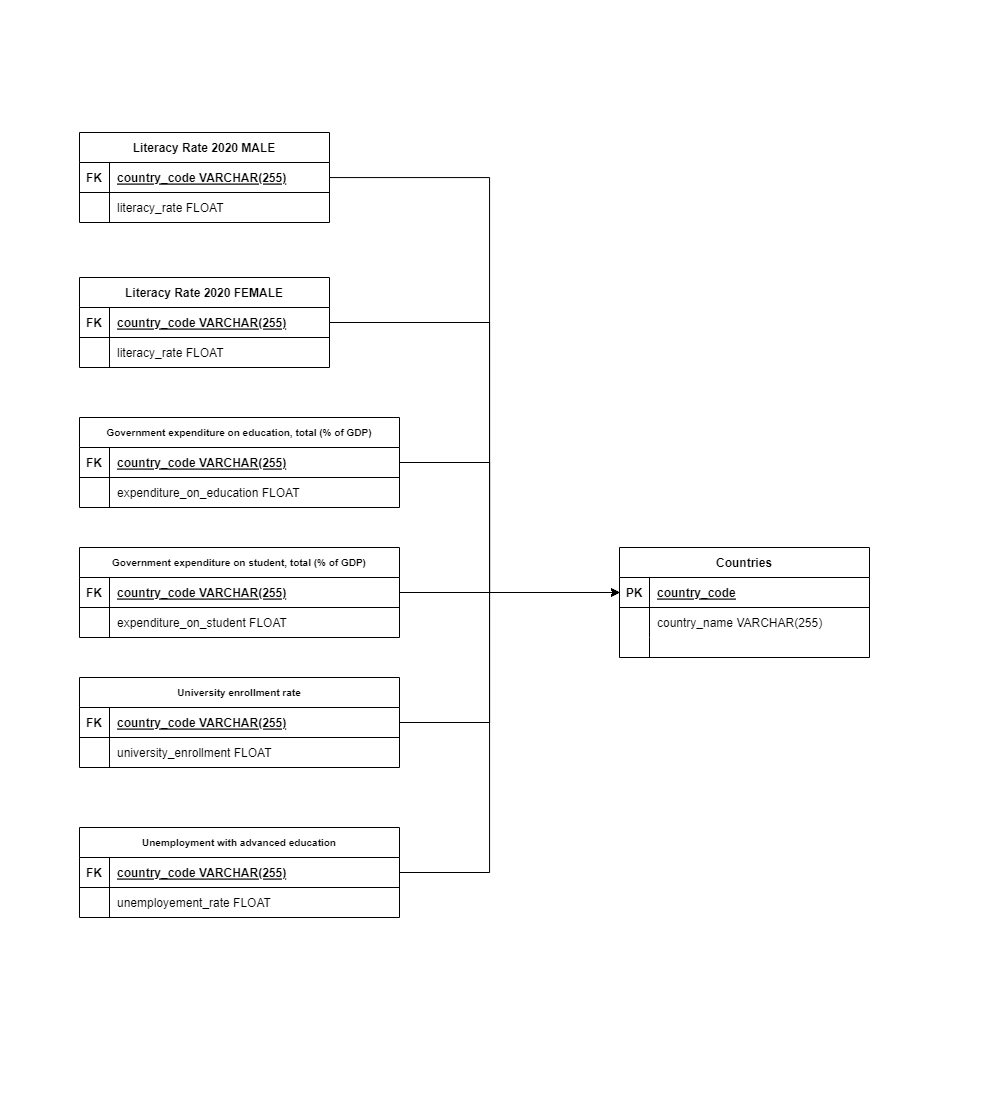 Literacy Rate 2020 MALE
FK country_code VARCHAR(255)
literacy_rate FLOAT
Literacy Rate 2020 FEMALE
FK country_code VARCHAR(255)
literacy_rate FLOAT
Government expenditure on education, total (% of GDP)
FK country_code VARCHAR(255)
expenditure_on_education FLOAT
Government expenditure on student, total (% of GDP)
FK country_code VARCHAR(255)
expenditure_on_student FLOAT
University enrollment rate
FK country_code VARCHAR(255)
university_enrollment FLOAT
Unemployment with advanced education
FK country_code VARCHAR(255)
unemployement_rate FLOAT
Countries
PK country_code
country_name VARCHAR(255)